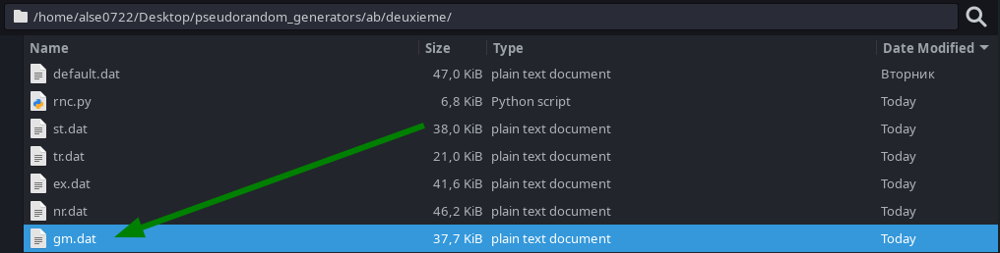 /home/alse0722/Desktop/pseudorandom_generators/ab/deuxieme/
Name Size Type Date Modified
default.dat 47,0 KiB plain text document Вторник
rnc.py 6,8 KiB Python script Today
st.dat 38,0 KiB plain text document Today
tr.dat 21,0 KiB plain text document Today
ex.dat 41,6 KiB plain text document Today
nr.dat 46,2 KiB plain text document Today
gm.dat 37,7 KiB plain text document Today